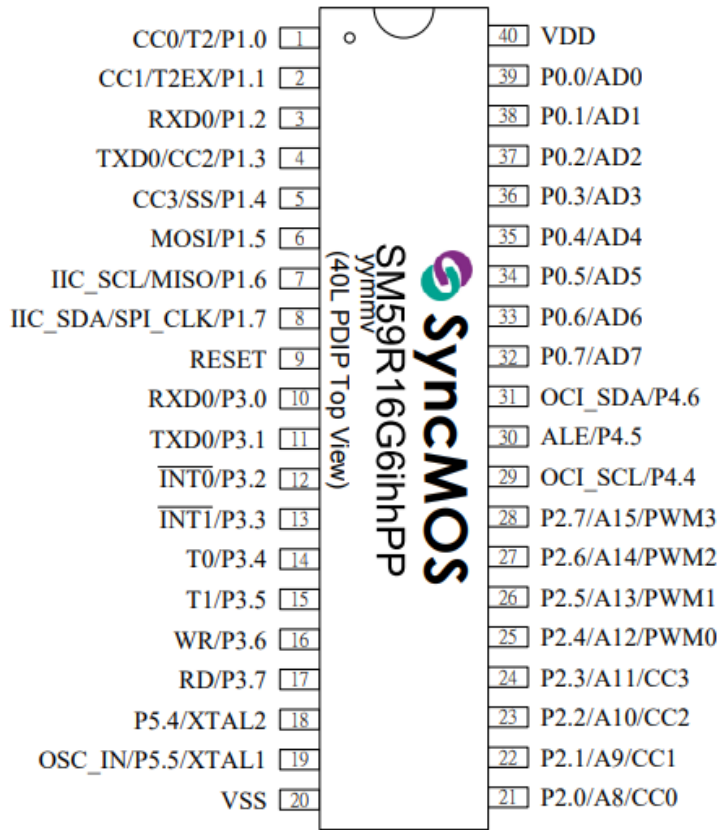 CC0/T2/P1.0 1
CC1/T2EX/P1.1 2
RXD0/P1.2 3
TXD0/CC2/P1.3 4
CC3/SS/P1.4 5
MOSI/P1.5 6
IIC_SCL/MISO/P1.6 7
IIC_SDA/SPI_CLK/P1.7 8
RESET 9
RXD0/P3.0 10
TXD0/P3.1 11
INT0/P3.2 12
INT1/P3.3 13
T0/P3.4 14
T1/P3.5 15
WR/P3.6 16
RD/P3.7 17
P5.4/XTAL2 18
OSC_IN/P5.5/XTAL1 19
VSS 20
SyncMOS
SM59R16G6ihhPP
yymmv
(40L PDIP Top View)
40 VDD
39 P0.0/AD0
38 P0.1/AD1
37 P0.2/AD2
36 P0.3/AD3
35 P0.4/AD4
34 P0.5/AD5
33 P0.6/AD6
32 P0.7/AD7
31 OCI_SDA/P4.6
30 ALE/P4.5
29 OCI_SCL/P4.4
28 P2.7/A15/PWM3
27 P2.6/A14/PWM2
26 P2.5/A13/PWM1
25 P2.4/A12/PWM0
24 P2.3/A11/CC3
23 P2.2/A10/CC2
22 P2.1/A9/CC1
21 P2.0/A8/CC0